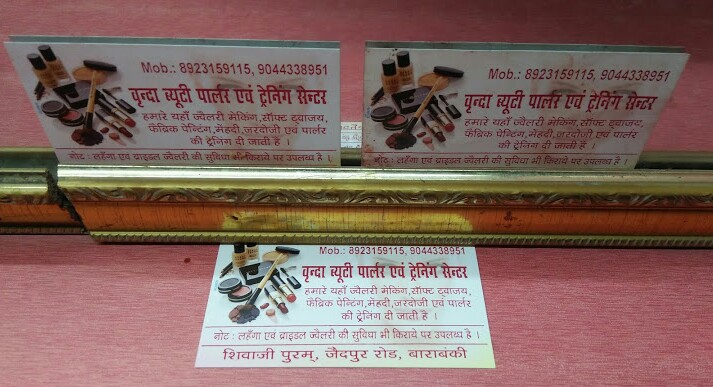 Mob.: 8923159115, 9044338951
वृन्दा ब्यूटी पार्लर एवं ट्रेनिंग सेन्टर
हमारे यहाँ ज्वैलरी मेकिंग,सॉफ्ट ट्वाजय,
फैब्रिक पेन्टिग,मेहदी,जरदोजी एवं पार्लर
की ट्रेनिंग दी जाती है ।
नोट : लहँगा एवं ब्राइडल ज्वैलरी की सुविधा भी किराये पर उपलब्ध है ।
Mob.: 8923159115, 9044338951
वृन्दा ब्यूटी पार्लर एवं ट्रेनिंग सेन्टर
हमारे यहाँ ज्वैलरी मेकिंग,सॉफ्ट ट्वाजय,
फैब्रिक पेन्टिग,मेहदी,जरदोजी एवं पार्लर
की ट्रेनिंग दी जाती है ।
नोट : लहँगा एवं ब्राइडल ज्वैलरी की सुविधा भी किराये पर उपलब्ध है ।
Mob.: 8923159115, 9044338951
वृन्दा ब्यूटी पार्लर एवं ट्रेनिंग सेन्टर
हमारे यहाँ ज्वैलरी मेकिंग,सॉफ्ट ट्वाजय,
फैब्रिक पेन्टिग,मेहदी,जरदोजी एवं पार्लर
की ट्रेनिंग दी जाती है ।
नोट : लहँगा एवं ब्राइडल ज्वैलरी की सुविधा भी किराये पर उपलब्ध है ।
शिवाजी पुरम्, जैदपुर रोड, बाराबंकी